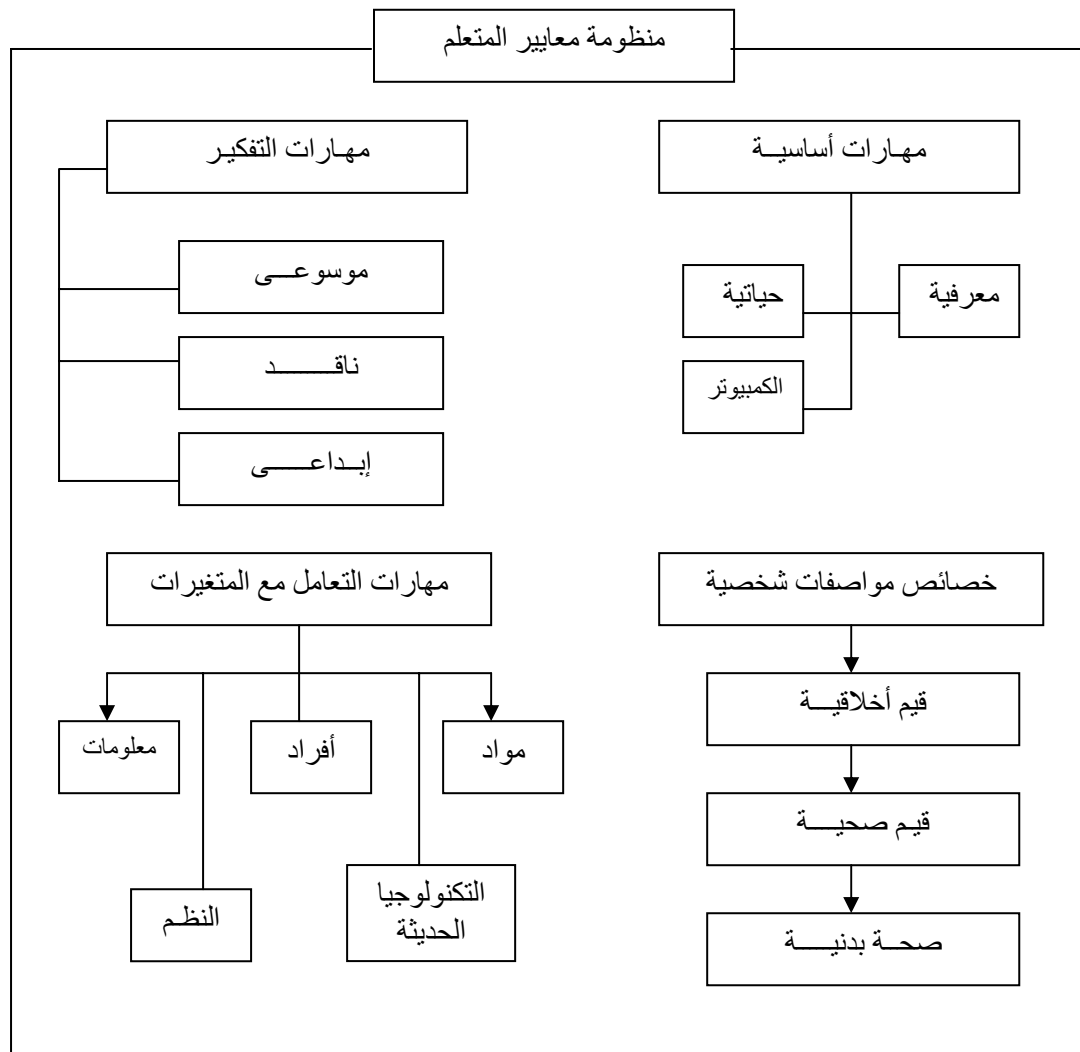 منظومة معايير المتعلم
مهارات أساسية
معرفية
حياتية
الكمبيوتر
مهارات التفكير
موسوعى
ناقد
إبداعى
خصائص مواصفات شخصية
قيم أخلاقية
قيم صحية
صحة بدنية
مهارات التعامل مع المتغيرات
مواد
أفراد
معلومات
التكنولوجيا
الحديثة
النظم